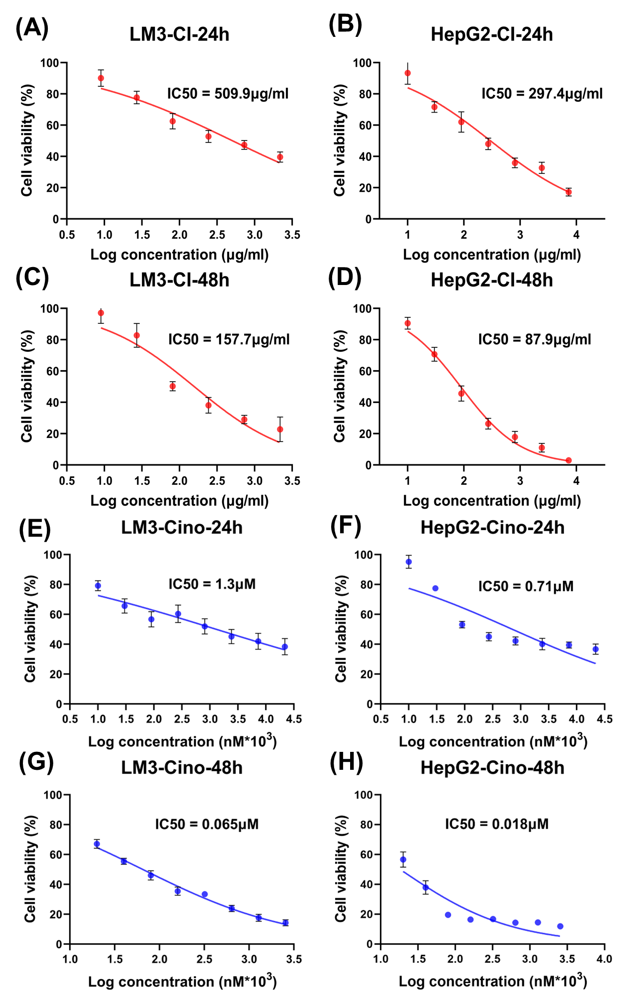 (A)
LM3-CI-24h
100
80
60
40
20
0
Cell viability (%)
IC50 = 509.9µg/ml
0.5 1.0 1.5 2.0 2.5 3.0 3.5
Log concentration (µg/ml)
(B)
HepG2-CI-24h
100
80
60
40
20
0
Cell viability (%)
IC50 = 297.4µg/ml
1 2 3 4
Log concentration (µg/ml)
(C)
LM3-CI-48h
100
80
60
40
20
0
Cell viability (%)
IC50 = 157.7µg/ml
0.5 1.0 1.5 2.0 2.5 3.0 3.5
Log concentration (µg/ml)
(D)
HepG2-CI-48h
100
80
60
40
20
0
Cell viability (%)
IC50 = 87.9µg/ml
1 2 3 4
Log concentration (µg/ml)
(E)
LM3-Cino-24h
100
80
60
40
20
0
Cell viability (%)
IC50 = 1.3µM
0.5 1.0 1.5 2.0 2.5 3.0 3.5 4.0 4.5
Log concentration (nM*10³)
(F)
HepG2-Cino-24h
100
80
60
40
20
0
Cell viability (%)
IC50 = 0.71µM
0.5 1.0 1.5 2.0 2.5 3.0 3.5 4.0 4.5
Log concentration (nM*10³)
(G)
LM3-Cino-48h
100
80
60
40
20
0
Cell viability (%)
IC50 = 0.065µM
1.0 1.5 2.0 2.5 3.0 3.5
Log concentration (nM*10³)
(H)
HepG2-Cino-48h
100
80
60
40
20
0
Cell viability (%)
IC50 = 0.018µM
1.0 1.5 2.0 2.5 3.0 3.5 4.0
Log concentration (nM*10³)